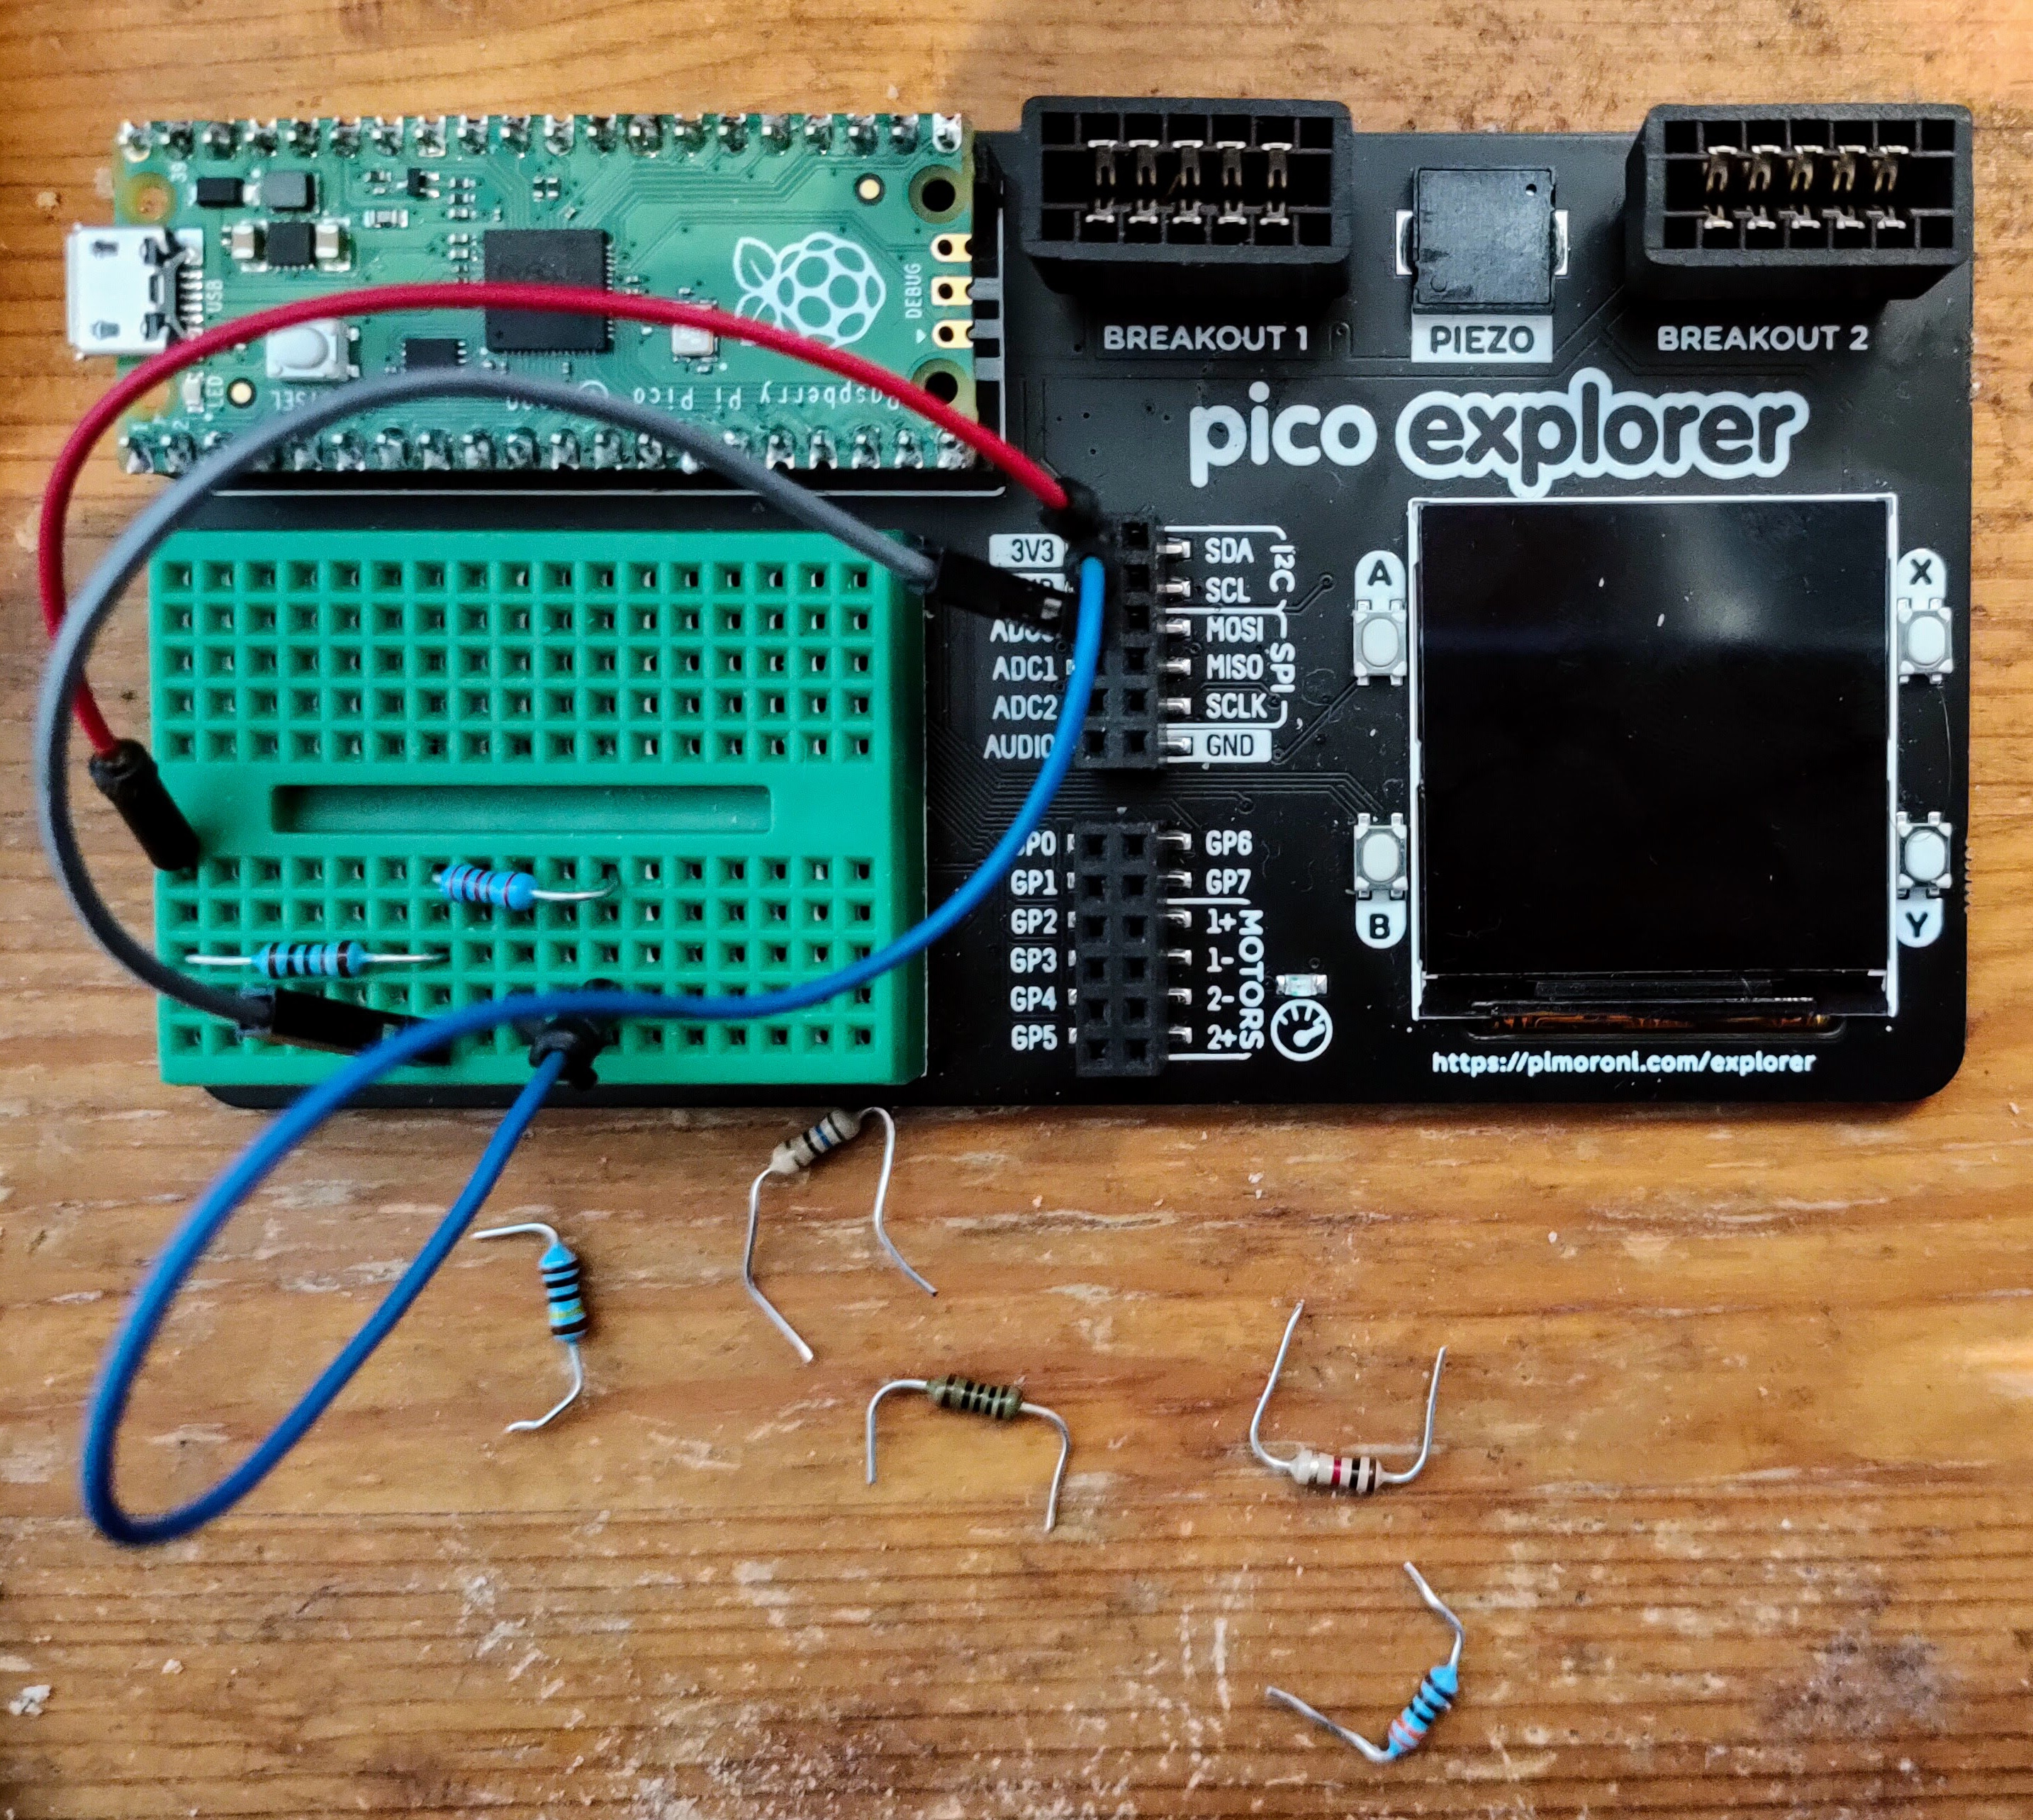 39
USB
DEBUG
LED
2
Raspberry Pi Pico ©
BREAKOUT 1
PIEZO
BREAKOUT 2
pico explorer
3V3
SDA
SCL
I2C
MOSI
ADC1
MISO
SPI
ADC2
SCLK
AUDIO
GND
A
X
GP6
GP1
GP7
GP2
1+
GP3
1-
GP4
2-
GP5
2+
MOTORS
B
Y
https://pimoroni.com/explorer